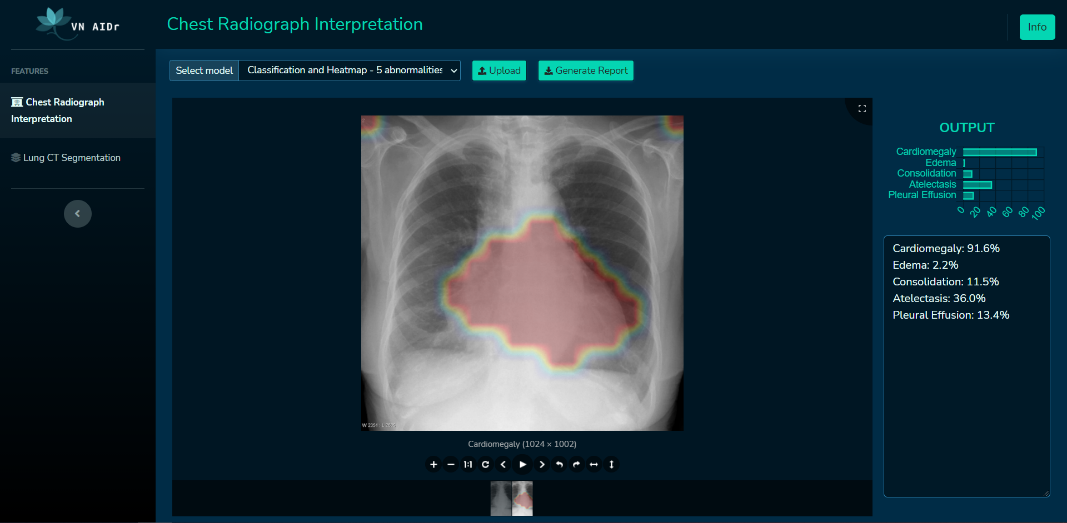 VN AIDr
Chest Radiograph Interpretation
Info
FEATURES
Chest Radiograph
Interpretation
Lung CT Segmentation
Select model
Classification and Heatmap - 5 abnormalities
Upload
Generate Report
Cardiomegaly (1024 × 1002)
1:1
OUTPUT
Cardiomegaly
Edema
Consolidation
Atelectasis
Pleural Effusion
0 20 40 60 80 100
Cardiomegaly: 91.6%
Edema: 2.2%
Consolidation: 11.5%
Atelectasis: 36.0%
Pleural Effusion: 13.4%